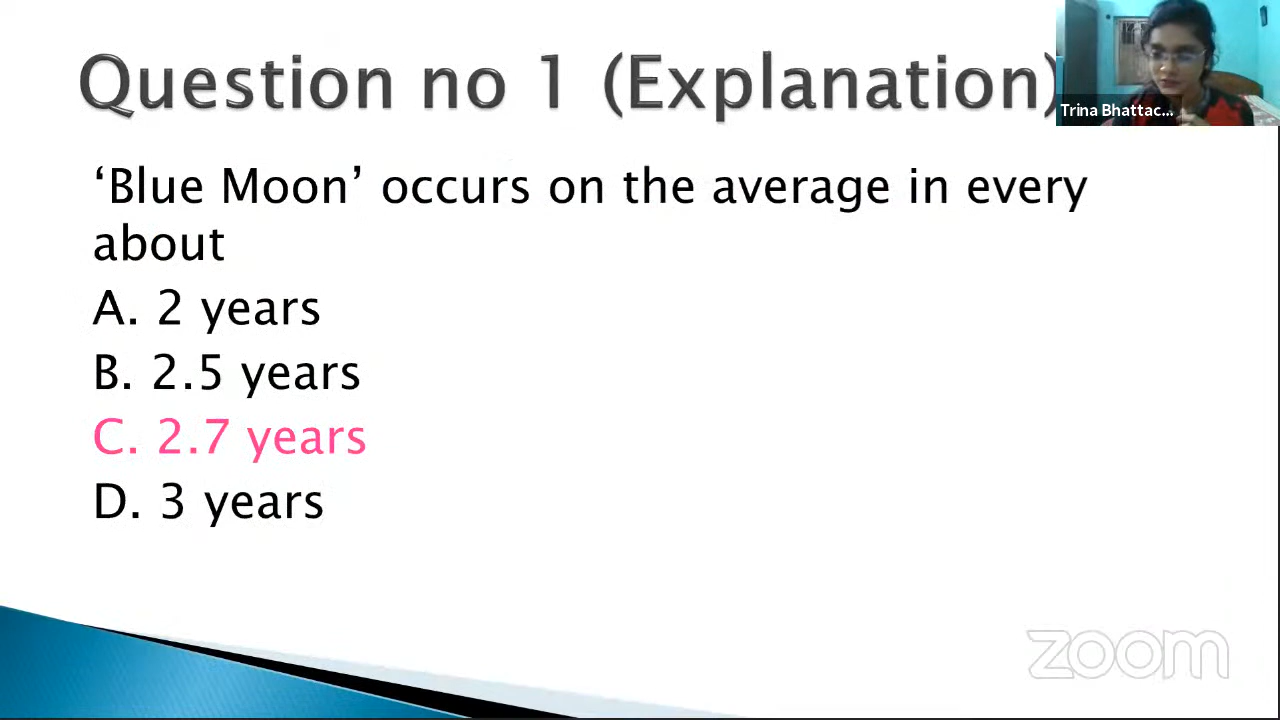 Question no 1 (Explanation)
Trina Bhattac...
‘Blue Moon’ occurs on the average in every
about
A. 2 years
B. 2.5 years
C. 2.7 years
D. 3 years
zoom